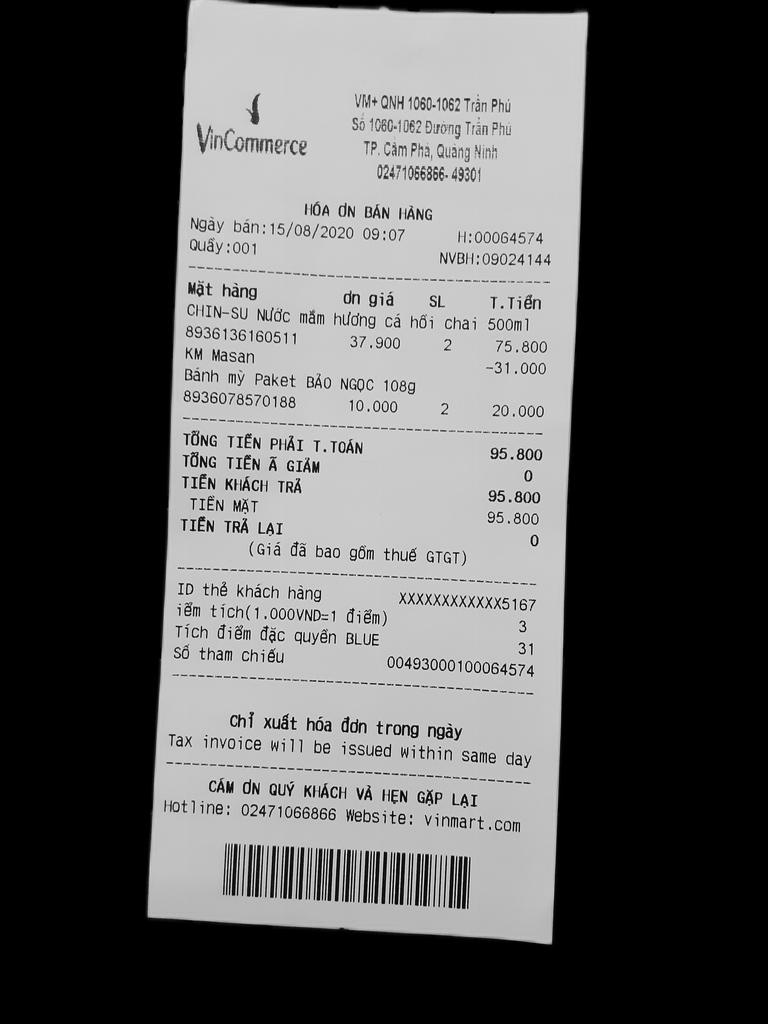 VinCommerce
VM+ QNH 1060-1062 Trần Phú
Số 1060-1062 Đường Trần Phú
TP. Cẩm Phả, Quảng Ninh
02471066866- 49301
HÓA ƠN BÁN HÀNG
Ngày bán:15/08/2020 09:07 H:00064574
Quầy:001 NVBH:09024144
Mặt hàng ơn giá SL T.Tiền
CHIN-SU Nước mắm hương cá hồi chai 500ml
8936136160511 37.900 2 75.800
KM Masan -31.000
Bánh mỳ Paket BẢO NGỌC 108g
8936078570188 10.000 2 20.000
TỔNG TIỀN PHẢI T.TOÁN 95.800
TỔNG TIỀN Ã GIẢM 0
TIỀN KHÁCH TRẢ 95.800
TIỀN MẶT 95.800
TIỀN TRẢ LẠI 0
(Giá đã bao gồm thuế GTGT)
ID thẻ khách hàng XXXXXXXXXXXX5167
iểm tích(1.000VND=1 điểm) 3
Tích điểm đặc quyền BLUE 31
Số tham chiếu 00493000100064574
Chỉ xuất hóa đơn trong ngày
Tax invoice will be issued within same day
CẢM ƠN QUÝ KHÁCH VÀ HẸN GẶP LẠI
Hotline: 02471066866 Website: vinmart.com